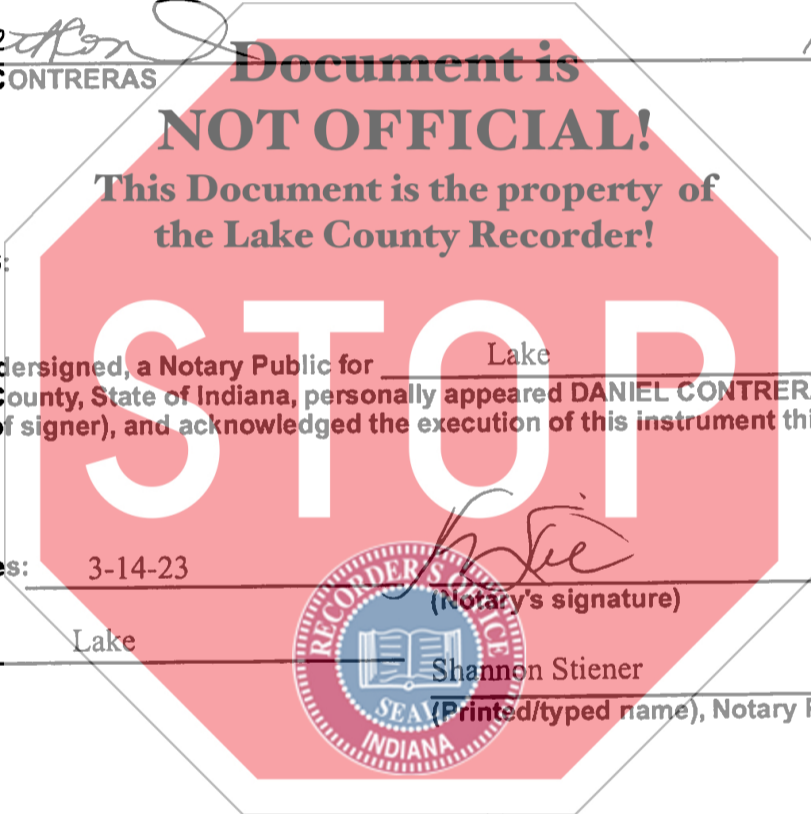 CONTRERAS
Document is
NOT OFFICIAL!
This Document is the property of
the Lake County Recorder!
STOP
dersigned, a Notary Public for Lake
County, State of Indiana, personally appeared DANIEL CONTRER
f signer), and acknowledged the execution of this instrument thi
es: 3-14-23
(Notary's signature)
Lake
Shannon Stiener
(Printed/typed name), Notary
RECORDER'S OFFICE
SEAL
INDIANA